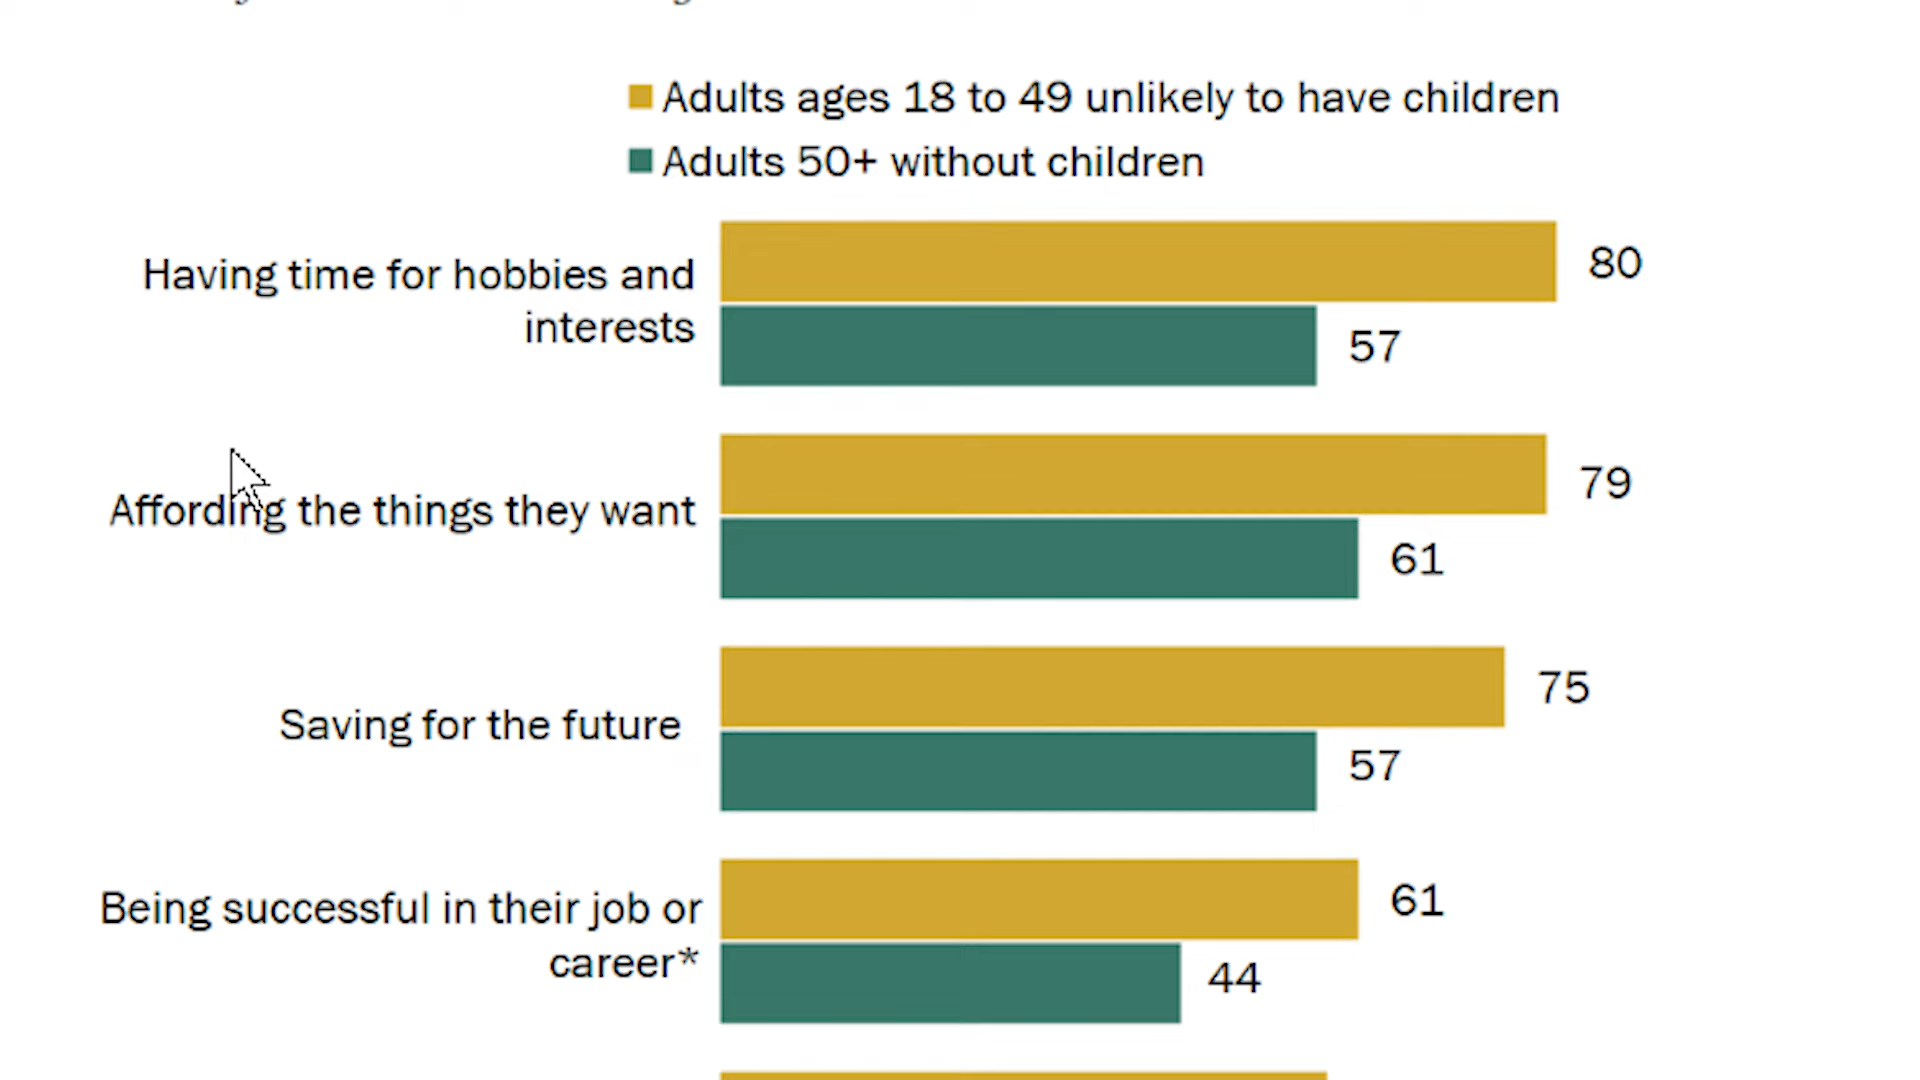 Adults ages 18 to 49 unlikely to have children
Adults 50+ without children
Having time for hobbies and
interests
80
57
Affording the things they want
79
61
Saving for the future
75
57
Being successful in their job or
career*
61
44